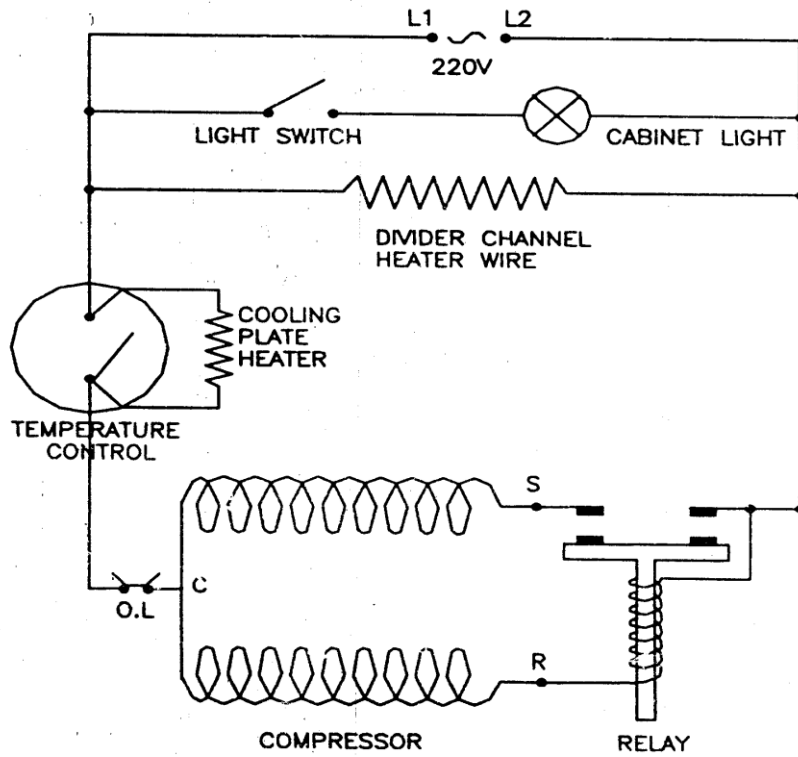 L1 L2
220V
LIGHT SWITCH
CABINET LIGHT
DIVIDER CHANNEL
HEATER WIRE
COOLING
PLATE
HEATER
TEMPERATURE
CONTROL
S
C
O.L
R
COMPRESSOR
RELAY